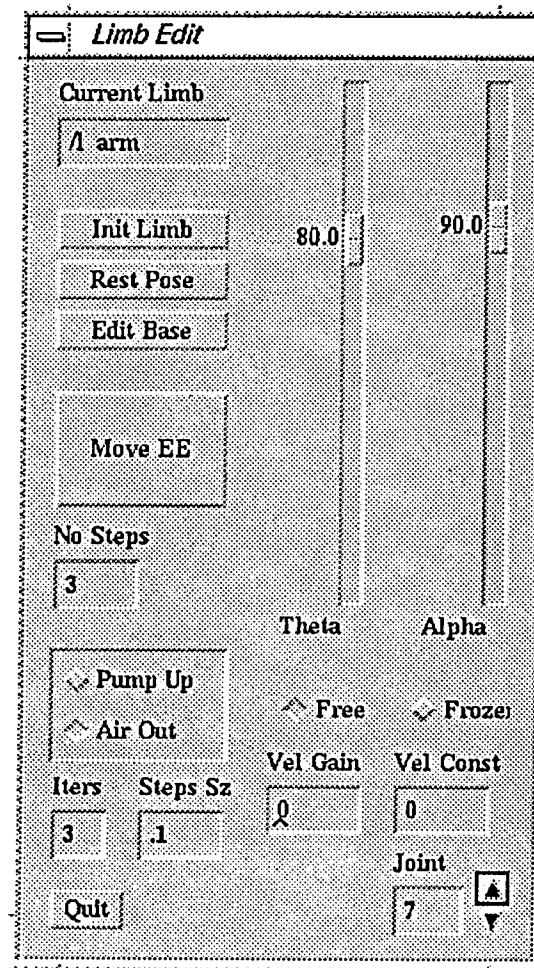 Limb Edit
Current Limb
/l arm
Init Limb
Rest Pose
Edit Base
Move EE
No Steps
3
80.0
90.0
Theta
Alpha
Pump Up
Air Out
Free
Frozen
Iters
Steps Sz
3
.1
Vel Gain
Vel Const
0
0
Joint
7
Quit